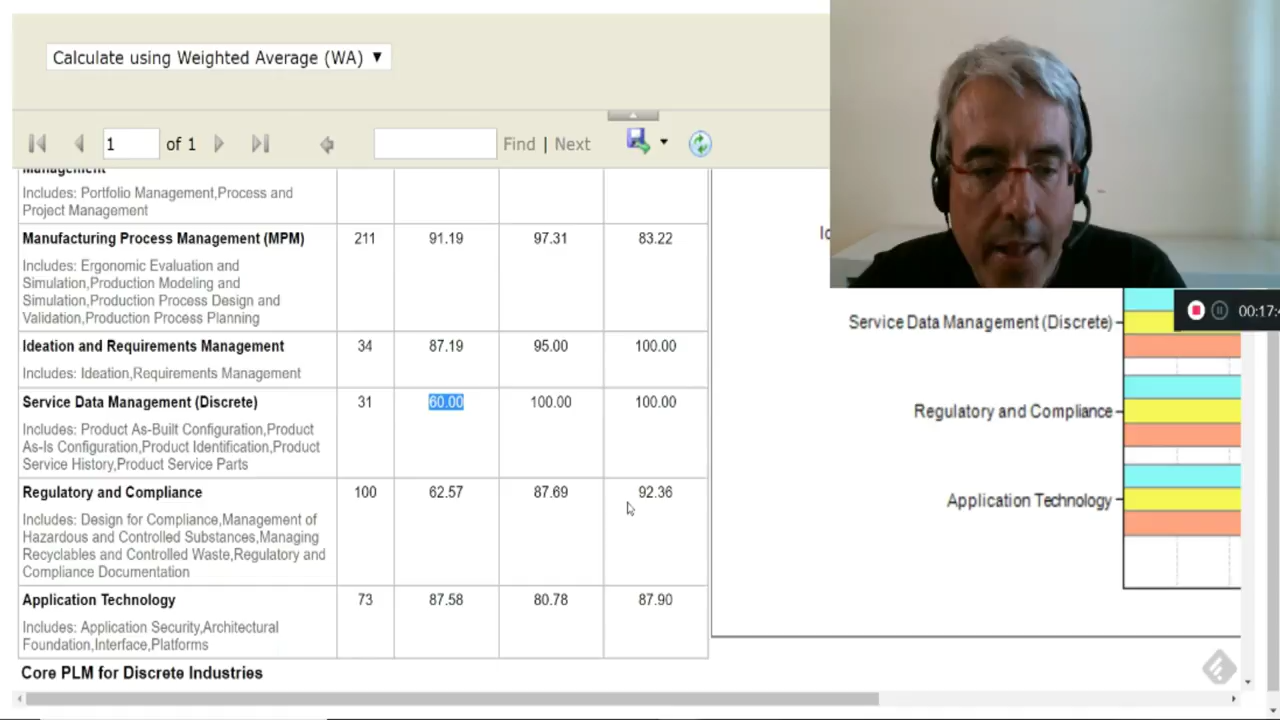 Calculate using Weighted Average (WA) ▼
1 of 1 Find | Next
Management
Includes: Portfolio Management,Process and
Project Management
Manufacturing Process Management (MPM) 211 91.19 97.31 83.22
Includes: Ergonomic Evaluation and
Simulation,Production Modeling and
Simulation,Production Process Design and
Validation,Production Process Planning
Ideation and Requirements Management 34 87.19 95.00 100.00
Includes: Ideation,Requirements Management
Service Data Management (Discrete) 31 60.00 100.00 100.00
Includes: Product As-Built Configuration,Product
As-Is Configuration,Product Identification,Product
Service History,Product Service Parts
Regulatory and Compliance 100 62.57 87.69 92.36
Includes: Design for Compliance,Management of
Hazardous and Controlled Substances,Managing
Recyclables and Controlled Waste,Regulatory and
Compliance Documentation
Application Technology 73 87.58 80.78 87.90
Includes: Application Security,Architectural
Foundation,Interface,Platforms
Core PLM for Discrete Industries
Service Data Management (Discrete)
Regulatory and Compliance
Application Technology
00:17: